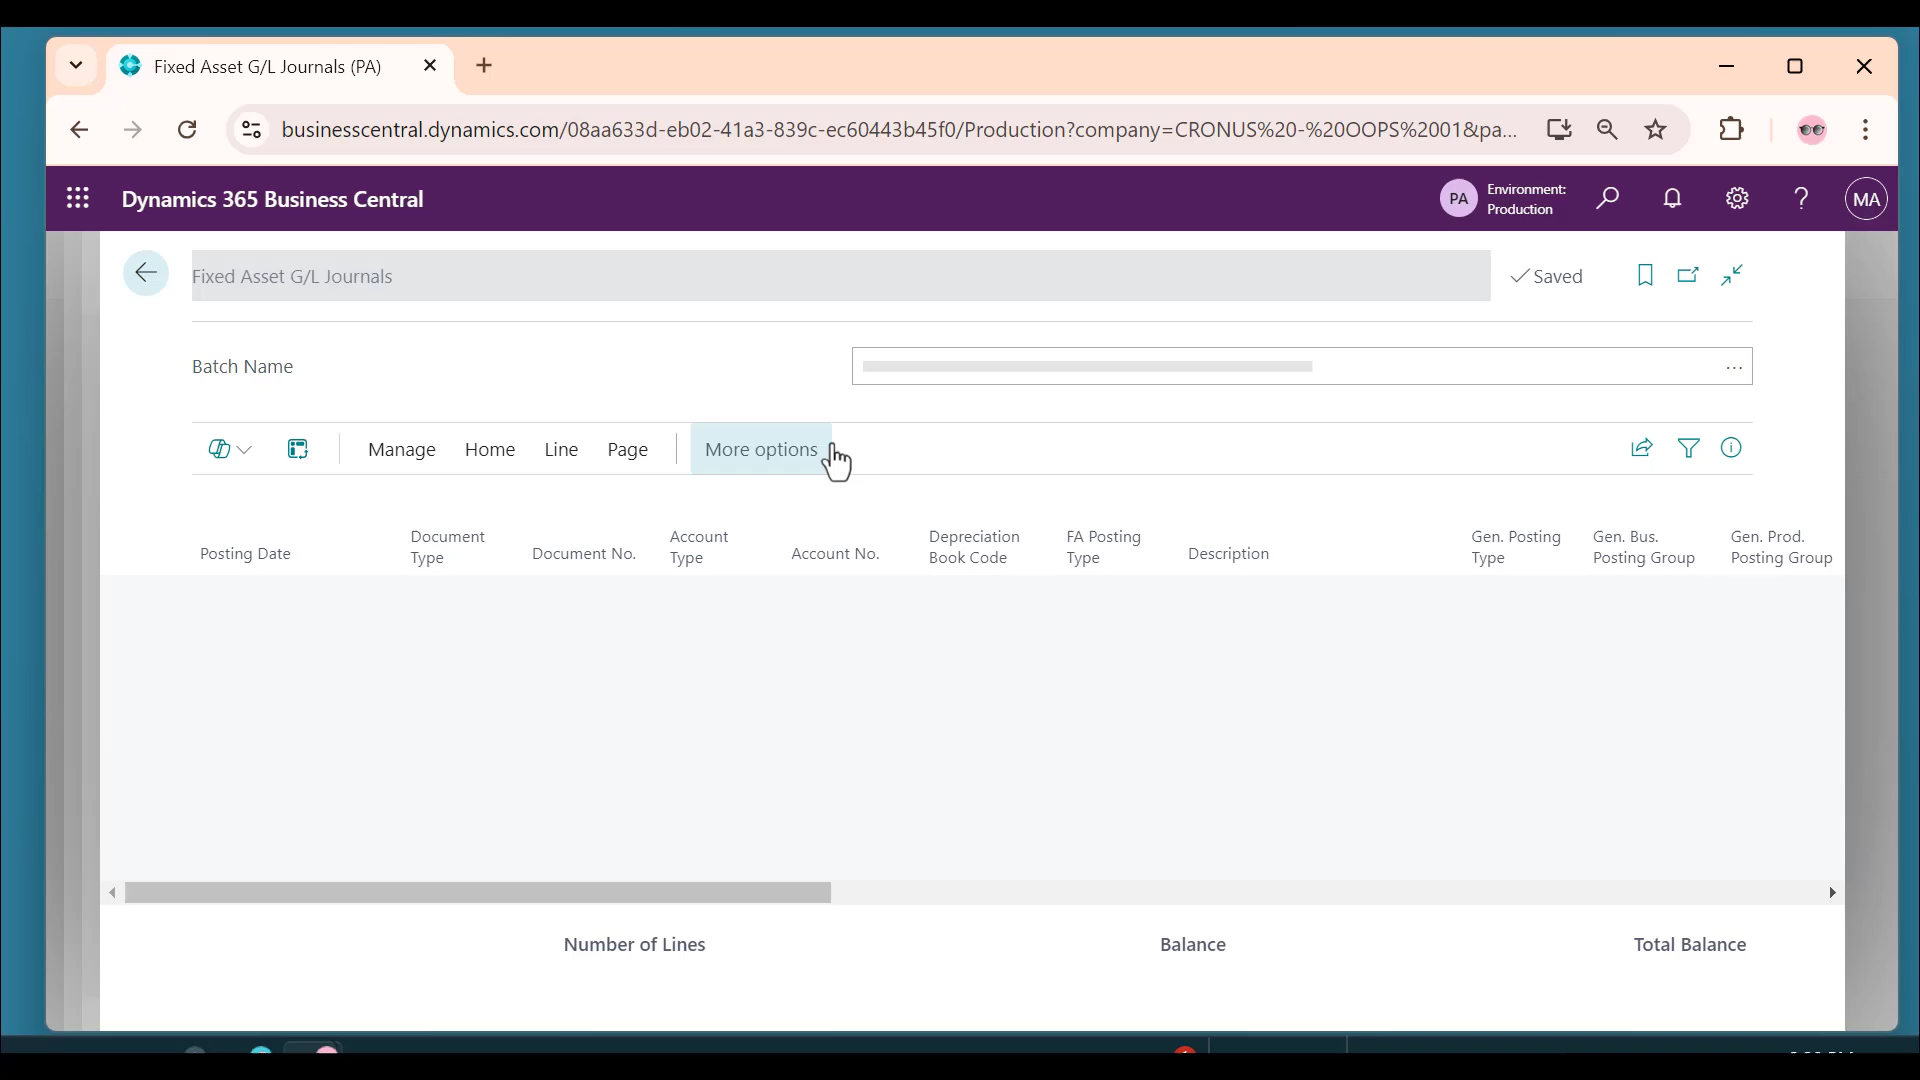 Fixed Asset G/L Journals (PA)
businesscentral.dynamics.com/08aa633d-eb02-41a3-839c-ec60443b45f0/Production?company=CRONUS%20-%20OOPS%2001&pa...
Dynamics 365 Business Central
PA
Environment:
Production
MA
Fixed Asset G/L Journals
Saved
Batch Name
Manage Home Line Page More options
Posting Date
Document
Type
Document No.
Account
Type
Account No.
Depreciation
Book Code
FA Posting
Type
Description
Gen. Posting
Type
Gen. Bus.
Posting Group
Gen. Prod.
Posting Group
Number of Lines
Balance
Total Balance